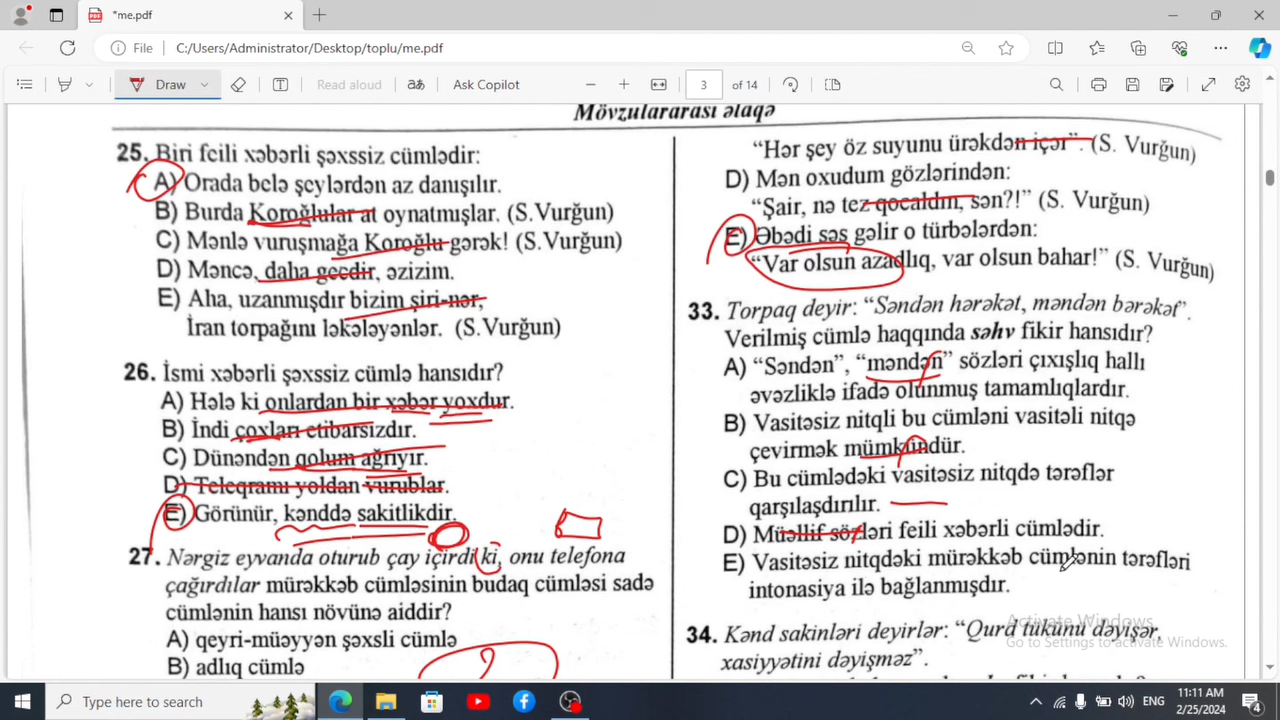 *me.pdf
File
C:/Users/Administrator/Desktop/toplu/me.pdf
Draw
Read aloud
aあ
Ask Copilot
3
of 14
Mövzulararası əlaqə
25. Biri feili xəbərli şəxssiz cümlədir:
A) Orada belə şeylərdən az danışılır.
B) Burda Koroğlular at oynatmışlar. (S.Vurğun)
C) Mənlə vuruşmağa Koroğlu gərək! (S.Vurğun)
D) Məncə, daha gecdir, əzizim.
E) Aha, uzanmışdır bizim şiri-nər,
İran torpağını ləkələyənlər. (S.Vurğun)
26. İsmi xəbərli şəxssiz cümlə hansıdır?
A) Hələ ki onlardan bir xəbər yoxdur.
B) İndi çoxları etibarsızdır.
C) Dünəndən qolum ağrıyır.
D) Teleqramı yoldan vurublar.
E) Görünür, kənddə sakitlikdir.
27. Nərgiz eyvanda oturub çay içirdi ki, onu telefona
çağırdılar mürəkkəb cümləsinin budaq cümləsi sadə
cümlənin hansı növünə aiddir?
A) qeyri-müəyyən şəxsli cümlə
B) adlıq cümlə
?
"Hər şey öz suyunu ürəkdən içər". (S. Vurğun)
D) Mən oxudum gözlərindən:
"Şair, nə tez qocaldın, sən?!" (S. Vurğun)
E) Əbədi səs gəlir o türbələrdən:
"Var olsun azadlıq, var olsun bahar!" (S. Vurğun)
33. Torpaq deyir: "Səndən hərəkət, məndən bərəkət".
Verilmiş cümlə haqqında səhv fikir hansıdır?
A) "Səndən", "məndən" sözləri çıxışlıq hallı
əvəzliklə ifadə olunmuş tamamlıqlardır.
B) Vasitəsiz nitqli bu cümləni vasitəli nitqə
çevirmək mümkündür.
C) Bu cümlədəki vasitəsiz nitqdə tərəflər
qarşılaşdırılır.
D) Müəllif sözləri feili xəbərli cümlədir.
E) Vasitəsiz nitqdəki mürəkkəb cümlənin tərəfləri
intonasiya ilə bağlanmışdır.
34. Kənd sakinləri deyirlər: "Qurd tükünü dəyişər,
xasiyyətini dəyişməz".
Activate Windows
Go to Settings to activate Windows.
Type here to search
ENG
11:11 AM
2/25/2024
4